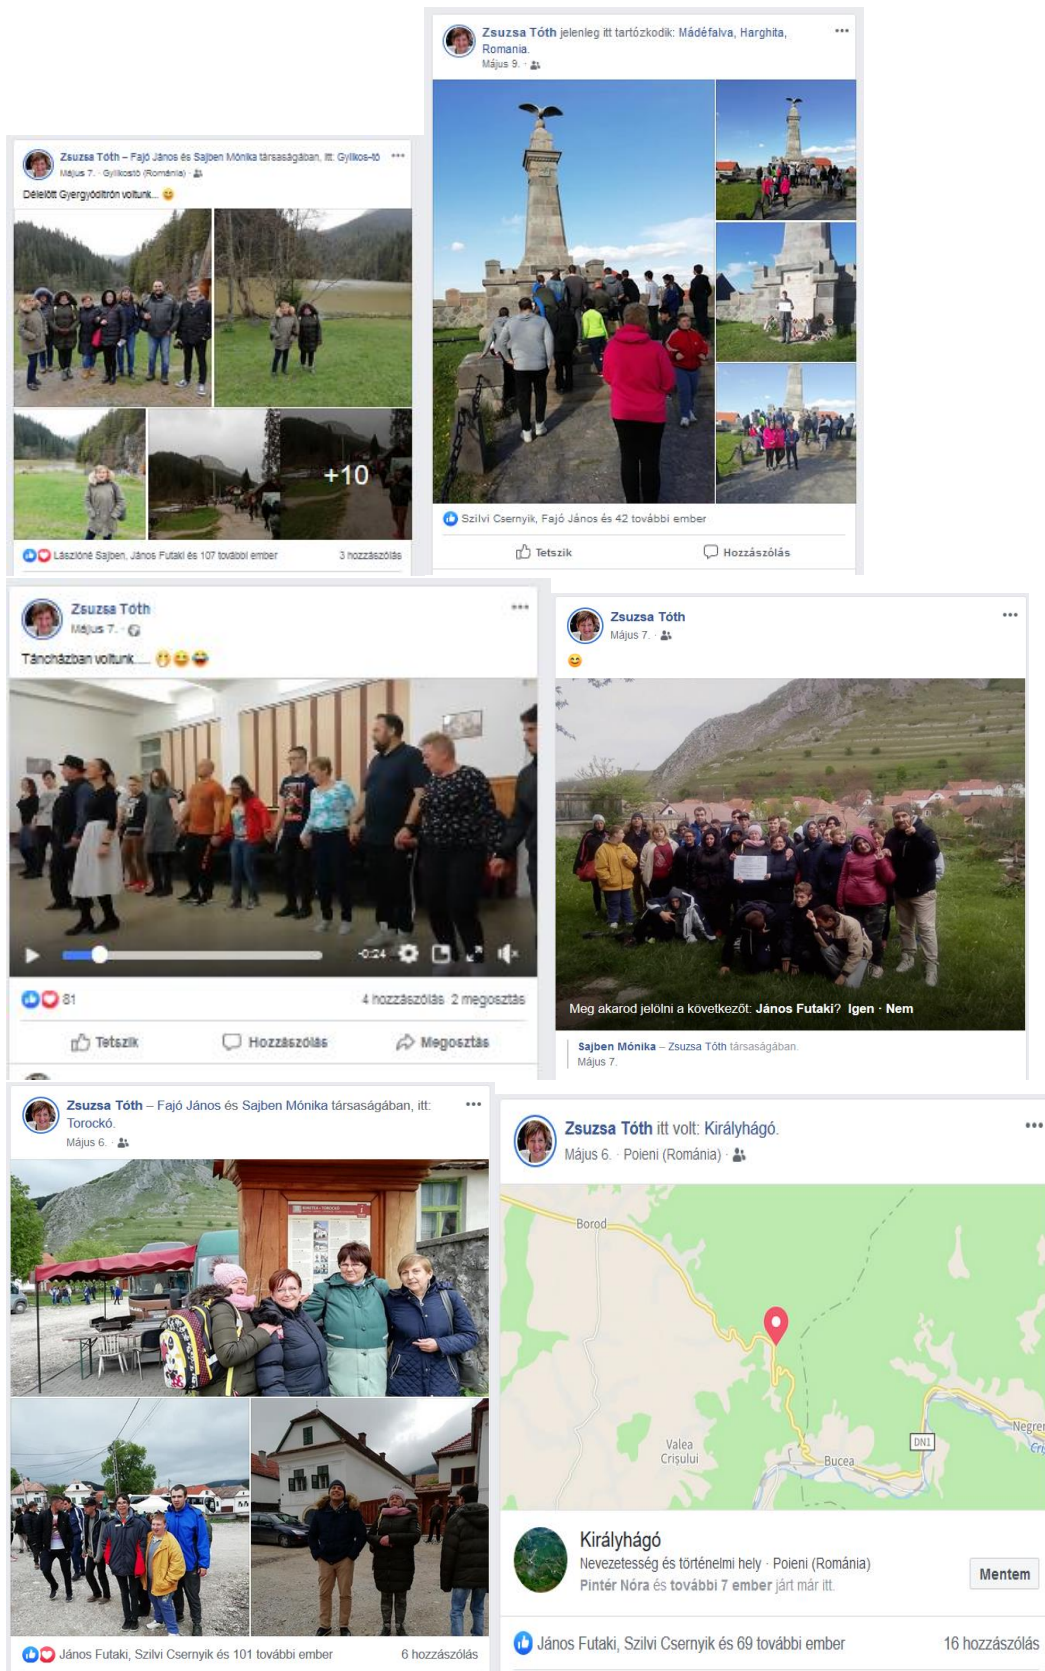 Zsuzsa Tóth jelenleg itt tartózkodik: Mádéfalva, Harghita,
Romania.
Május 9.
Szilvi Csernyik, Fajó János és 42 további ember
Tetszik
Hozzászólás
Zsuzsa Tóth – Fajó János és Sajben Mónika társaságában, itt: Gyilkos-tó
Május 7. · Gyilkostó (Románia) ·
Délelőtt Gyergyóditrón voltunk...
+10
Lászlóné Sajben, János Futaki és 107 további ember
3 hozzászólás
Zsuzsa Tóth
Május 7. ·
Táncházban voltunk.....
-0:24
81
4 hozzászólás 2 megosztás
Tetszik
Hozzászólás
Megosztás
Zsuzsa Tóth
Május 7. ·
Meg akarod jelölni a következőt: János Futaki? Igen · Nem
Sajben Mónika – Zsuzsa Tóth társaságában.
Május 7.
Zsuzsa Tóth – Fajó János és Sajben Mónika társaságában, itt:
Torockó.
Május 6. ·
János Futaki, Szilvi Csernyik és 101 további ember
6 hozzászólás
Zsuzsa Tóth itt volt: Királyhágó.
Május 6. · Poieni (Románia) ·
Borod
Valea
Crișului
Bucea
DN1
Negre
Királyhágó
Nevezetesség és történelmi hely · Poieni (Románia)
Pintér Nóra és további 7 ember járt már itt.
Mentem
János Futaki, Szilvi Csernyik és 69 további ember
16 hozzászólás